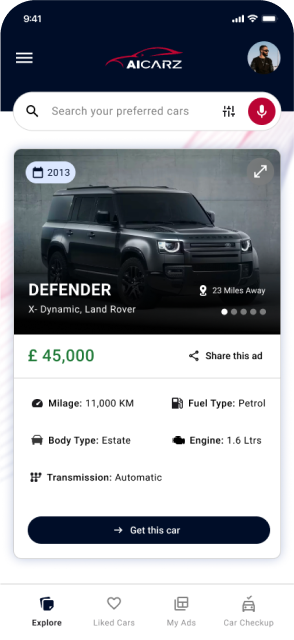 9:41
AICARZ
Search your preferred cars
2013
DEFENDER
23 Miles Away
X- Dynamic, Land Rover
£ 45,000
Share this ad
Milage: 11,000 KM
Fuel Type: Petrol
Body Type: Estate
Engine: 1.6 Ltrs
Transmission: Automatic
Get this car
Explore
Liked Cars
My Ads
Car Checkup